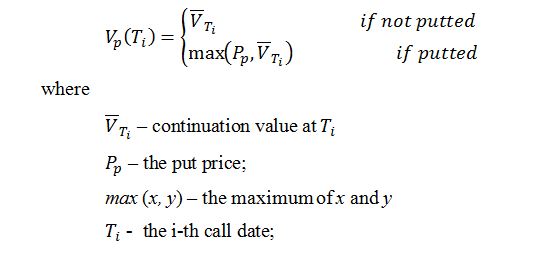 V_p(T_i) = { V̅_{T_i} if not putted
max(P_p, V̅_{T_i}) if putted
where
V̅_{T_i} – continuation value at T_i
P_p – the put price;
max (x, y) – the maximum of x and y
T_i - the i-th call date;